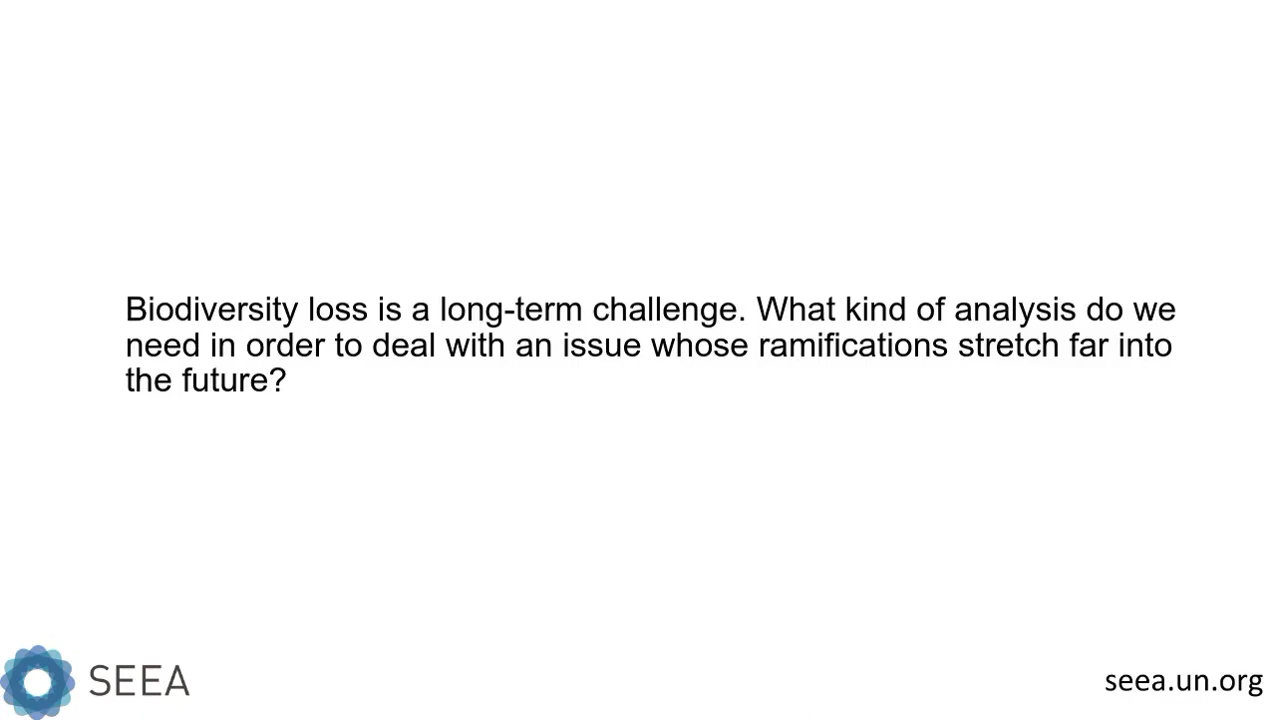 Biodiversity loss is a long-term challenge. What kind of analysis do we
need in order to deal with an issue whose ramifications stretch far into
the future?
SEEA
seea.un.org